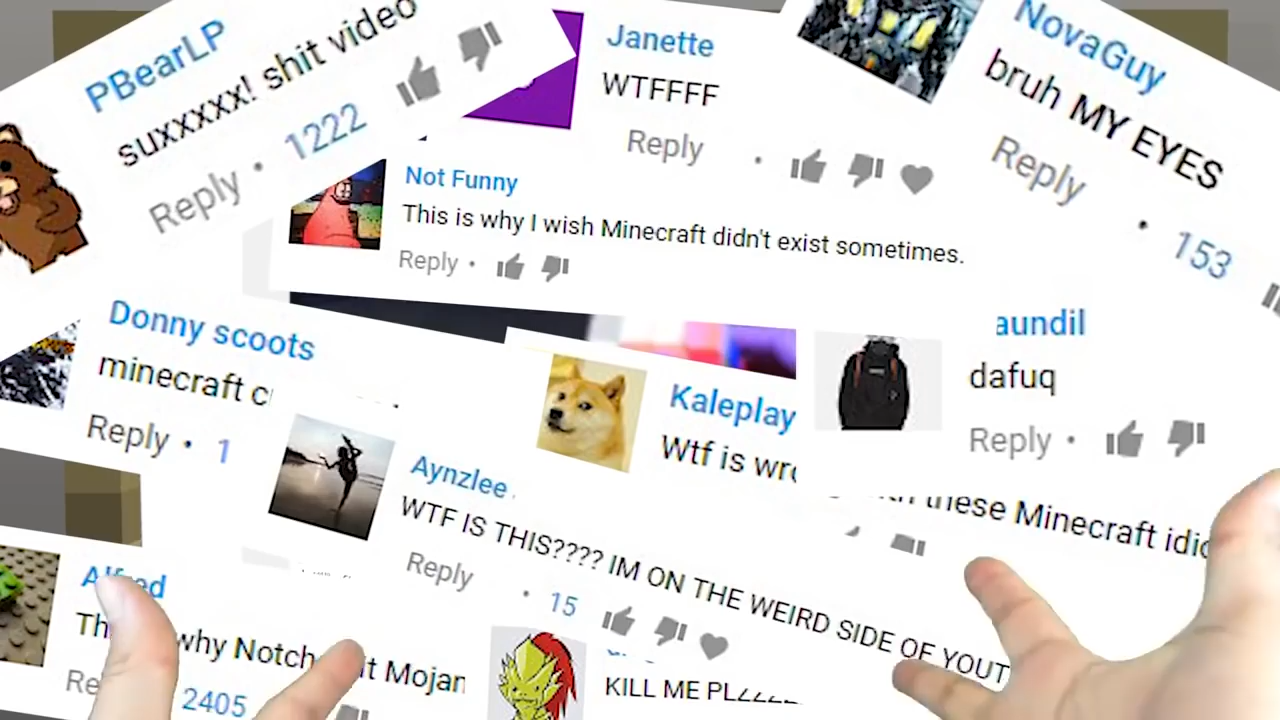 PBearLP
suxxxxx! shit video
Reply • 1222
Janette
WTFFFF
Reply •
NovaGuy
bruh MY EYES
Reply • 153
Not Funny
This is why I wish Minecraft didn't exist sometimes.
Reply •
Donny scoots
minecraft
Reply • 1
Kaleplay
Wtf is
these Minecraft
aundil
dafuq
Reply •
Aynzlee
WTF IS THIS???? IM ON THE WEIRD SIDE OF YOUT
Reply • 15
Alfred
why Notch
Mojan
2405
KILL ME PLZZZZ